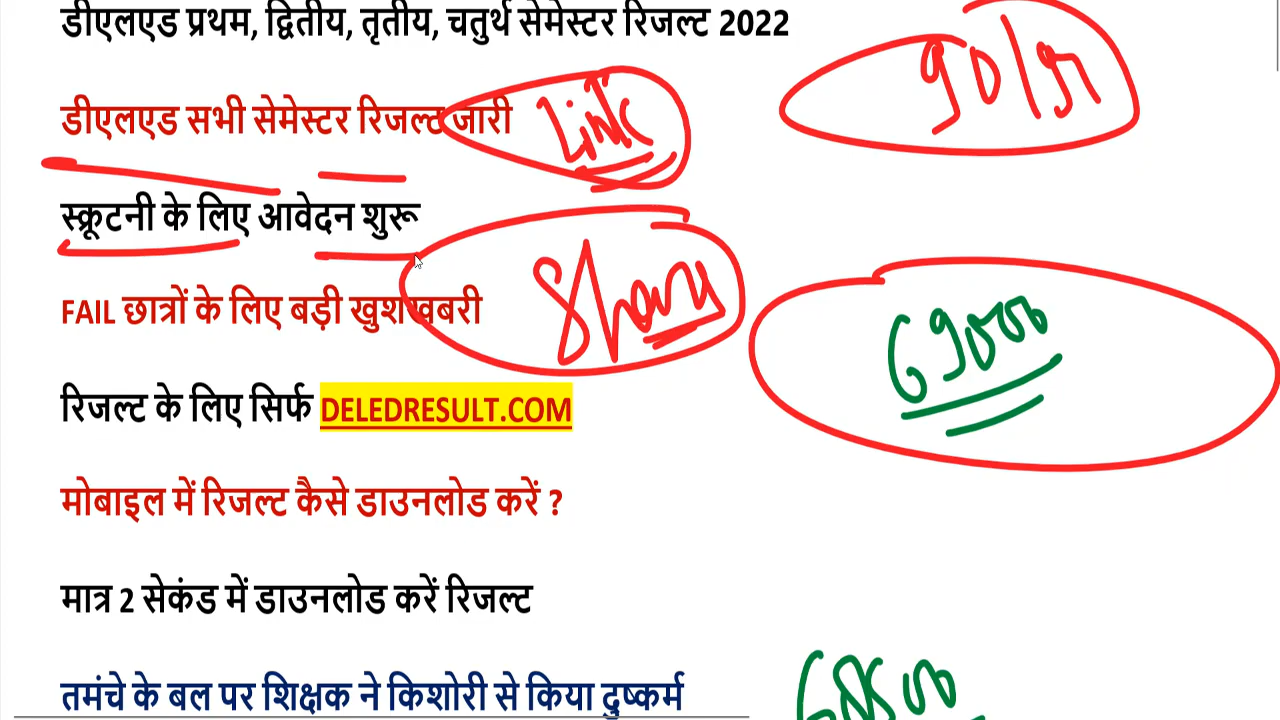 डीएलएड प्रथम, द्वितीय, तृतीय, चतुर्थ सेमेस्टर रिजल्ट 2022
डीएलएड सभी सेमेस्टर रिजल्ट जारी
Link
स्क्रूटनी के लिए आवेदन शुरू
FAIL छात्रों के लिए बड़ी खुशखबरी
69000
रिजल्ट के लिए सिर्फ DELEDRESULT.COM
मोबाइल में रिजल्ट कैसे डाउनलोड करें ?
मात्र 2 सेकंड में डाउनलोड करें रिजल्ट
तमंचे के बल पर शिक्षक ने किशोरी से किया दुष्कर्म